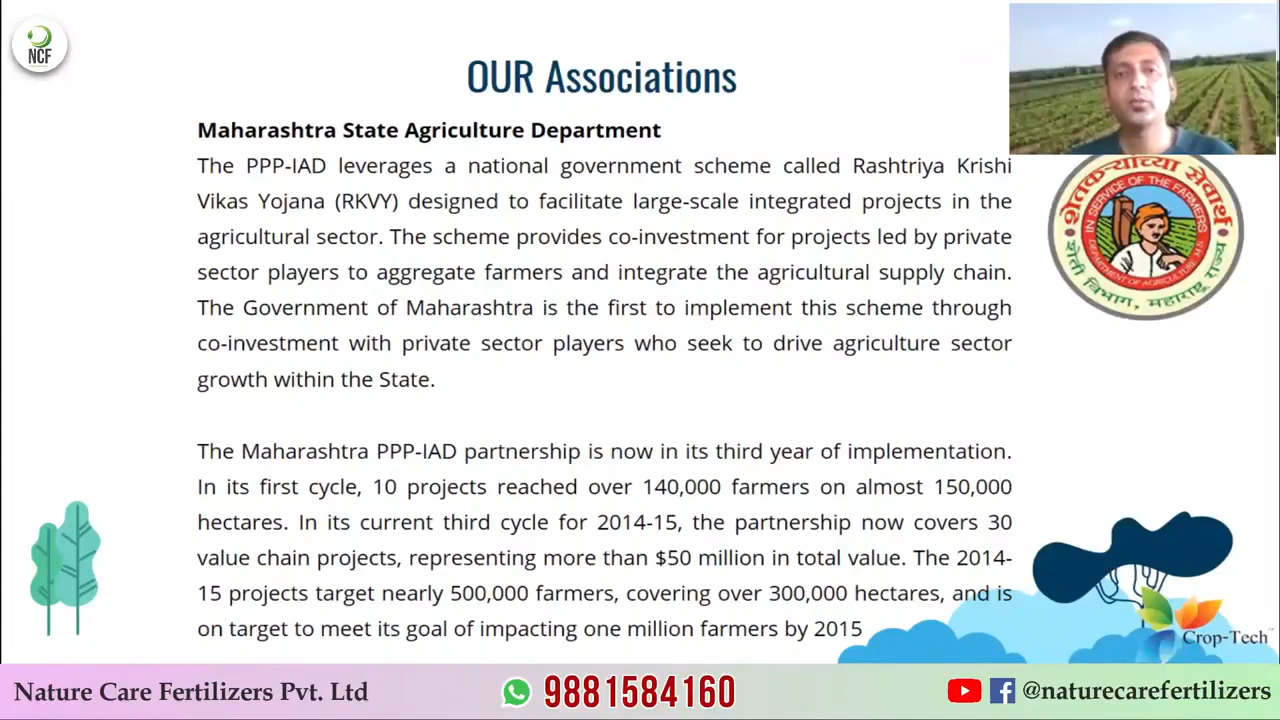 NCF
OUR Associations
Maharashtra State Agriculture Department
The PPP-IAD leverages a national government scheme called Rashtriya Krishi
Vikas Yojana (RKVY) designed to facilitate large-scale integrated projects in the
agricultural sector. The scheme provides co-investment for projects led by private
sector players to aggregate farmers and integrate the agricultural supply chain.
The Government of Maharashtra is the first to implement this scheme through
co-investment with private sector players who seek to drive agriculture sector
growth within the State.
शेतकऱ्यांच्या सेवार्थ
IN SERVICE OF THE FARMERS
DEPARTMENT OF AGRICULTURE, M.S.
कृषी विभाग, महाराष्ट्र राज्य
The Maharashtra PPP-IAD partnership is now in its third year of implementation.
In its first cycle, 10 projects reached over 140,000 farmers on almost 150,000
hectares. In its current third cycle for 2014-15, the partnership now covers 30
value chain projects, representing more than $50 million in total value. The 2014-
15 projects target nearly 500,000 farmers, covering over 300,000 hectares, and is
on target to meet its goal of impacting one million farmers by 2015
Crop-Tech
Nature Care Fertilizers Pvt. Ltd
9881584160
@naturecarefertilizers